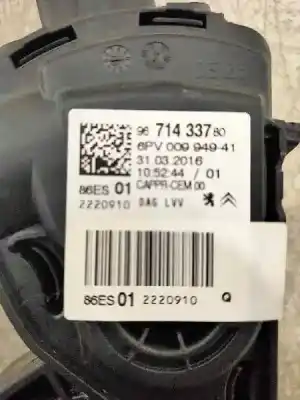 96 714 337 80
6PV 009 949-41
31.03.2016
10:52:44 / 01
86ES 01 CAPPR-CEM 00
2220910 DAG LVV
86ES 01 2220910 Q